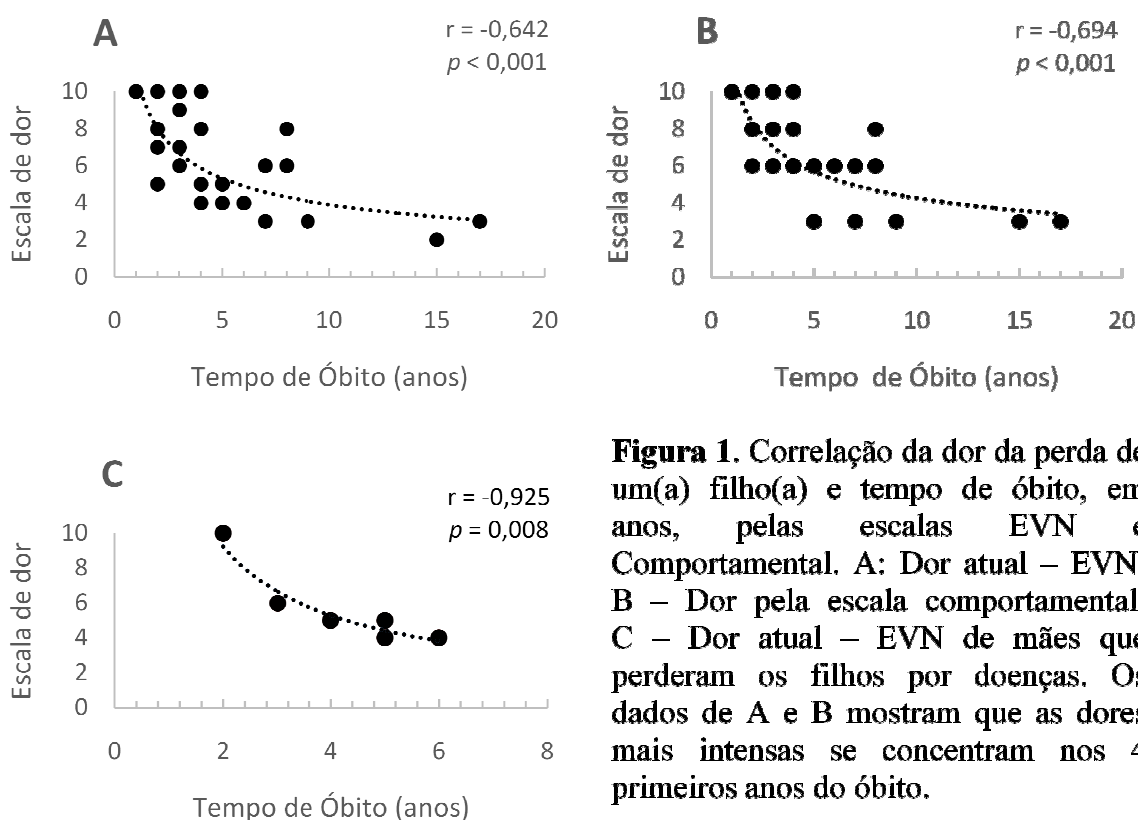 A
r = -0,642
p < 0,001
Escala de dor
10
8
6
4
2
0
0 5 10 15 20
Tempo de Óbito (anos)
B
r = -0,694
p < 0,001
Escala de dor
10
8
6
4
2
0
0 5 10 15 20
Tempo de Óbito (anos)
C
r = -0,925
p = 0,008
Escala de dor
10
8
6
4
2
0
0 2 4 6 8
Tempo de Óbito (anos)
Figura 1. Correlação da dor da perda de
um(a) filho(a) e tempo de óbito, em
anos, pelas escalas EVN e
Comportamental. A: Dor atual – EVN
B – Dor pela escala comportamental
C – Dor atual – EVN de mães que
perderam os filhos por doenças. Os
dados de A e B mostram que as dores
mais intensas se concentram nos 4
primeiros anos do óbito.